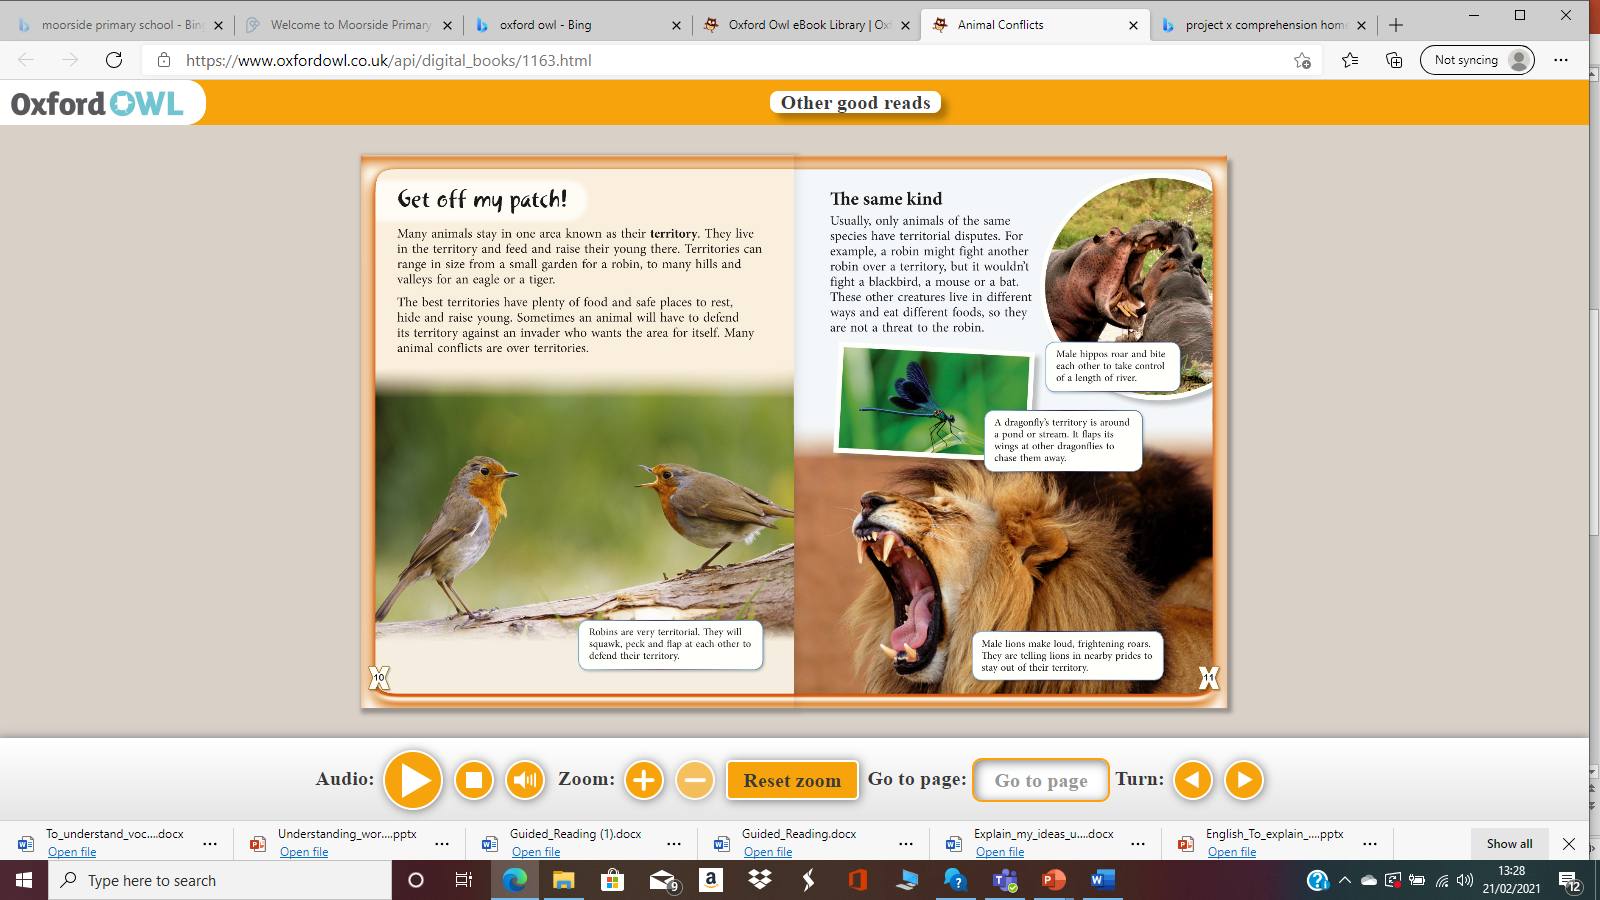 moorside primary school - Bing
Welcome to Moorside Primary
oxford owl - Bing
Oxford Owl eBook Library | Oxf
Animal Conflicts
project x comprehension home
https://www.oxfordowl.co.uk/api/digital_books/1163.html
Not syncing
Oxford OWL
Other good reads
Get off my patch!
Many animals stay in one area known as their territory. They live
in the territory and feed and raise their young there. Territories can
range in size from a small garden for a robin, to many hills and
valleys for an eagle or a tiger.
The best territories have plenty of food and safe places to rest,
hide and raise young. Sometimes an animal will have to defend
its territory against an invader who wants the area for itself. Many
animal conflicts are over territories.
Robins are very territorial. They will
squawk, peck and flap at each other to
defend their territory.
10
The same kind
Usually, only animals of the same
species have territorial disputes. For
example, a robin might fight another
robin over a territory, but it wouldn't
fight a blackbird, a mouse or a bat.
These other creatures live in different
ways and eat different foods, so they
are not a threat to the robin.
Male hippos roar and bite
each other to take control
of a length of river.
A dragonfly's territory is around
a pond or stream. It flaps its
wings at other dragonflies to
chase them away.
Male lions make loud, frightening roars.
They are telling lions in nearby prides to
stay out of their territory.
11
Audio:
Zoom:
Reset zoom
Go to page:
Go to page
Turn:
To_understand_voc....docx
Open file
Understanding_wor....pptx
Open file
Guided_Reading (1).docx
Open file
Guided_Reading.docx
Open file
Explain_my_ideas_u....docx
Open file
English_To_explain_....pptx
Open file
Show all
Type here to search
9
13:28
21/02/2021
12